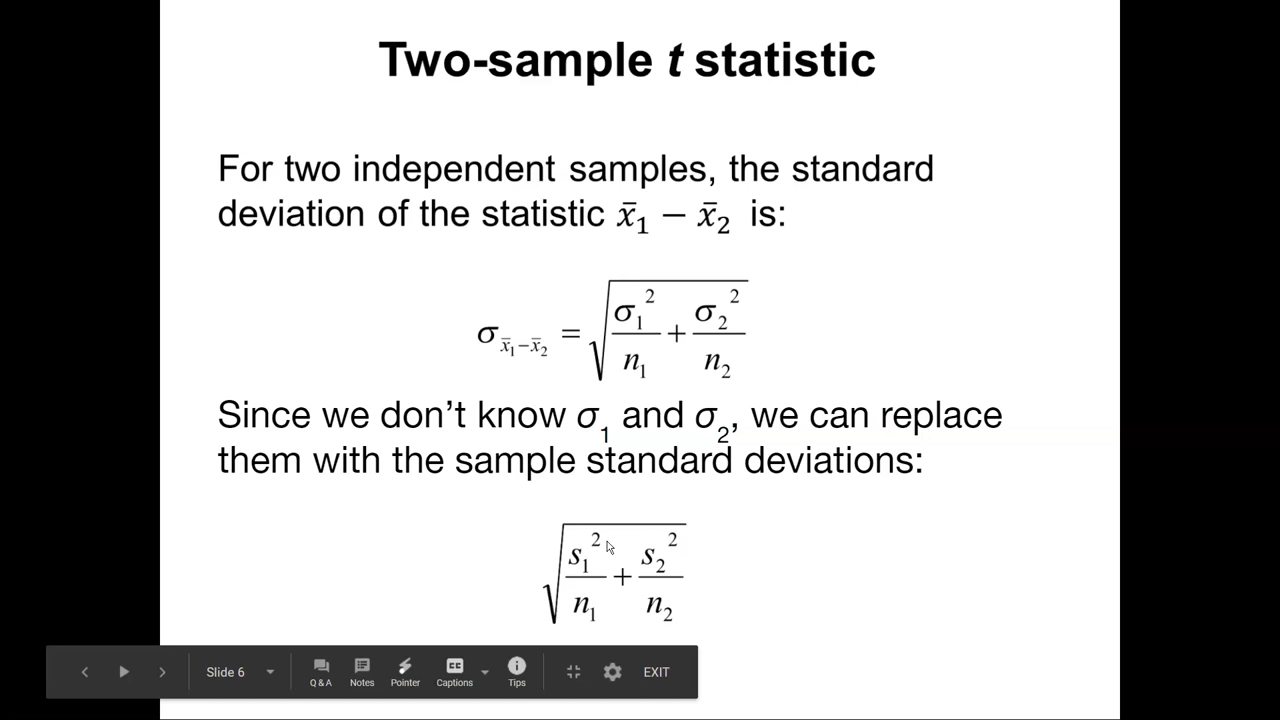 Two-sample t statistic
For two independent samples, the standard
deviation of the statistic x̄₁ − x̄₂ is:
σ_{x̄₁−x̄₂} = √(σ₁²/n₁ + σ₂²/n₂)
Since we don’t know σ₁ and σ₂, we can replace
them with the sample standard deviations:
√(s₁²/n₁ + s₂²/n₂)
Slide 6
Q & A
Notes
Pointer
CC
Captions
Tips
EXIT